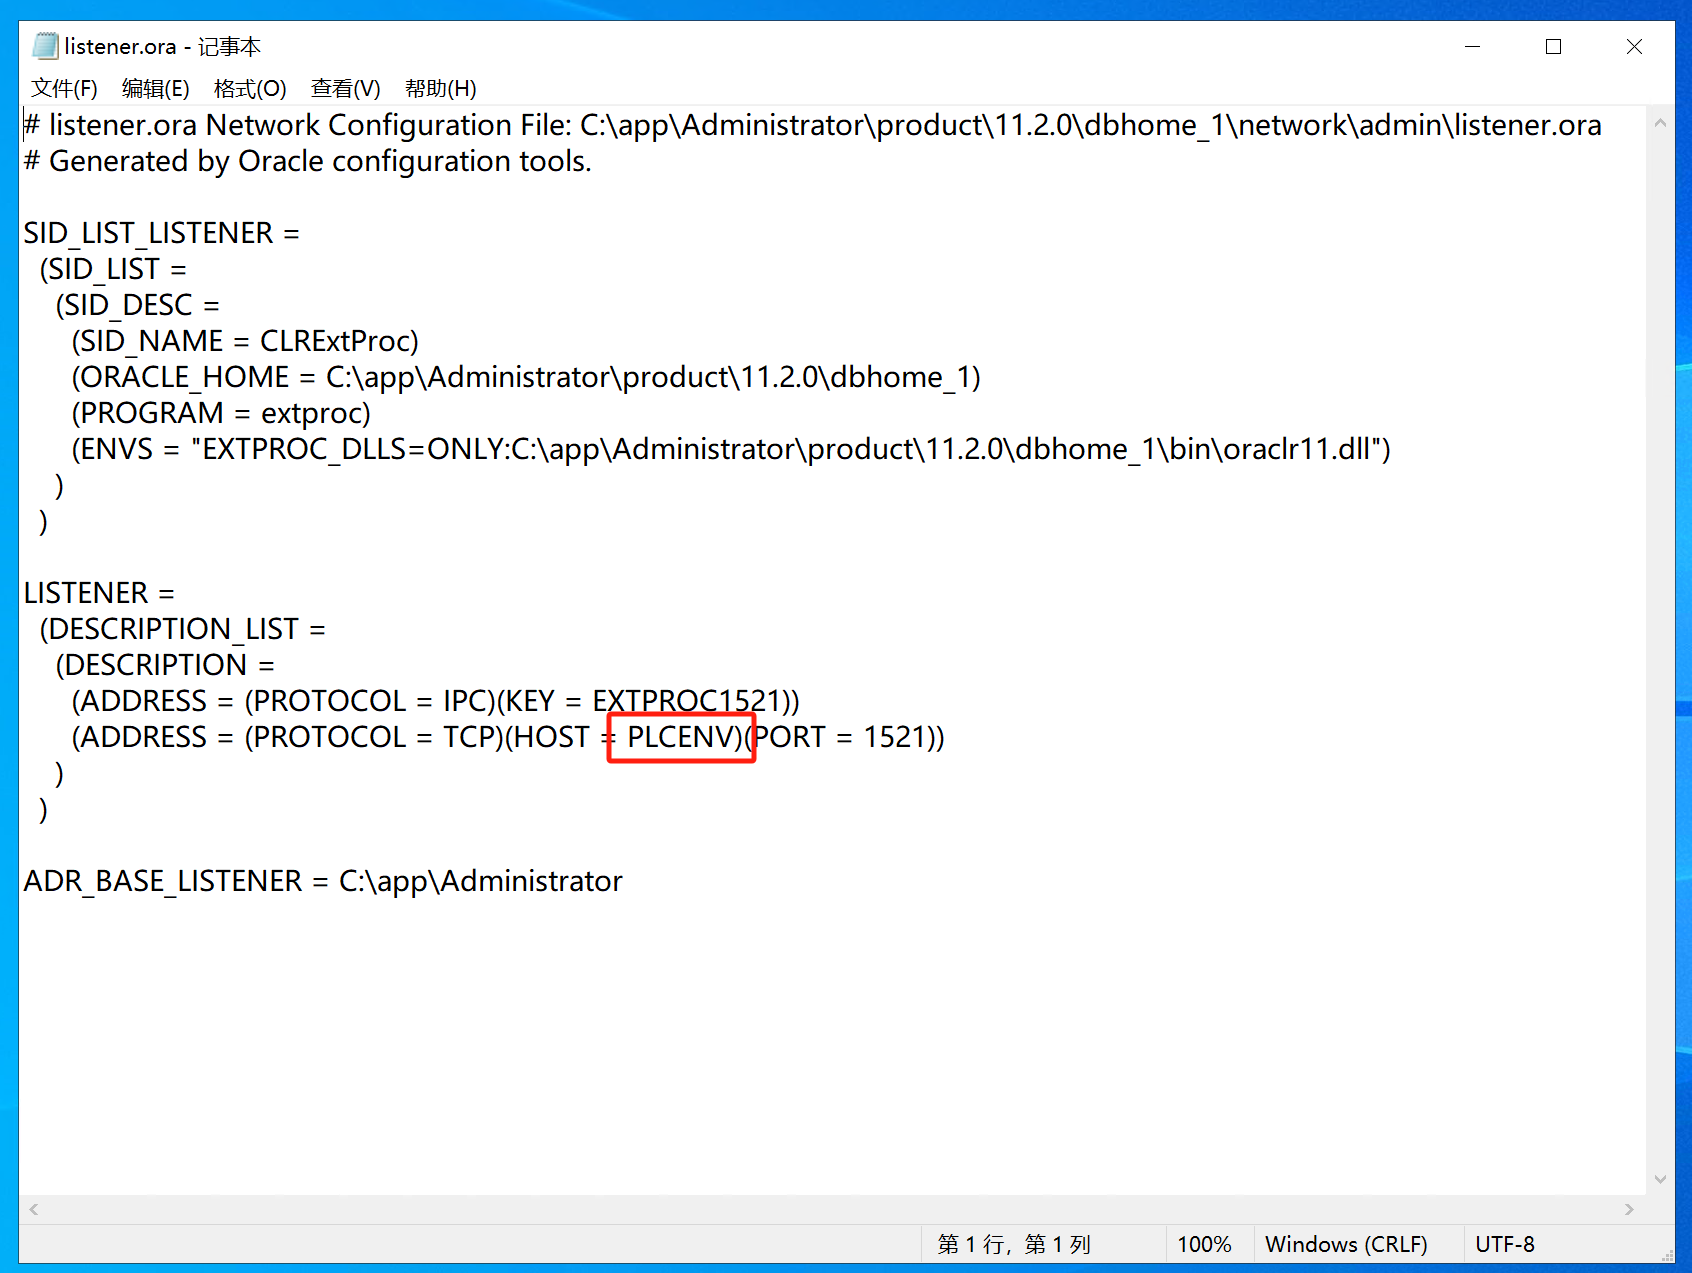 listener.ora - 记事本
文件(F) 编辑(E) 格式(O) 查看(V) 帮助(H)
# listener.ora Network Configuration File: C:\app\Administrator\product\11.2.0\dbhome_1\network\admin\listener.ora
# Generated by Oracle configuration tools.
SID_LIST_LISTENER =
(SID_LIST =
(SID_DESC =
(SID_NAME = CLRExtProc)
(ORACLE_HOME = C:\app\Administrator\product\11.2.0\dbhome_1)
(PROGRAM = extproc)
(ENVS = "EXTPROC_DLLS=ONLY:C:\app\Administrator\product\11.2.0\dbhome_1\bin\oraclr11.dll")
)
)
LISTENER =
(DESCRIPTION_LIST =
(DESCRIPTION =
(ADDRESS = (PROTOCOL = IPC)(KEY = EXTPROC1521))
(ADDRESS = (PROTOCOL = TCP)(HOST = PLCENV)(PORT = 1521))
)
)
ADR_BASE_LISTENER = C:\app\Administrator
第 1 行，第 1 列 100% Windows (CRLF) UTF-8